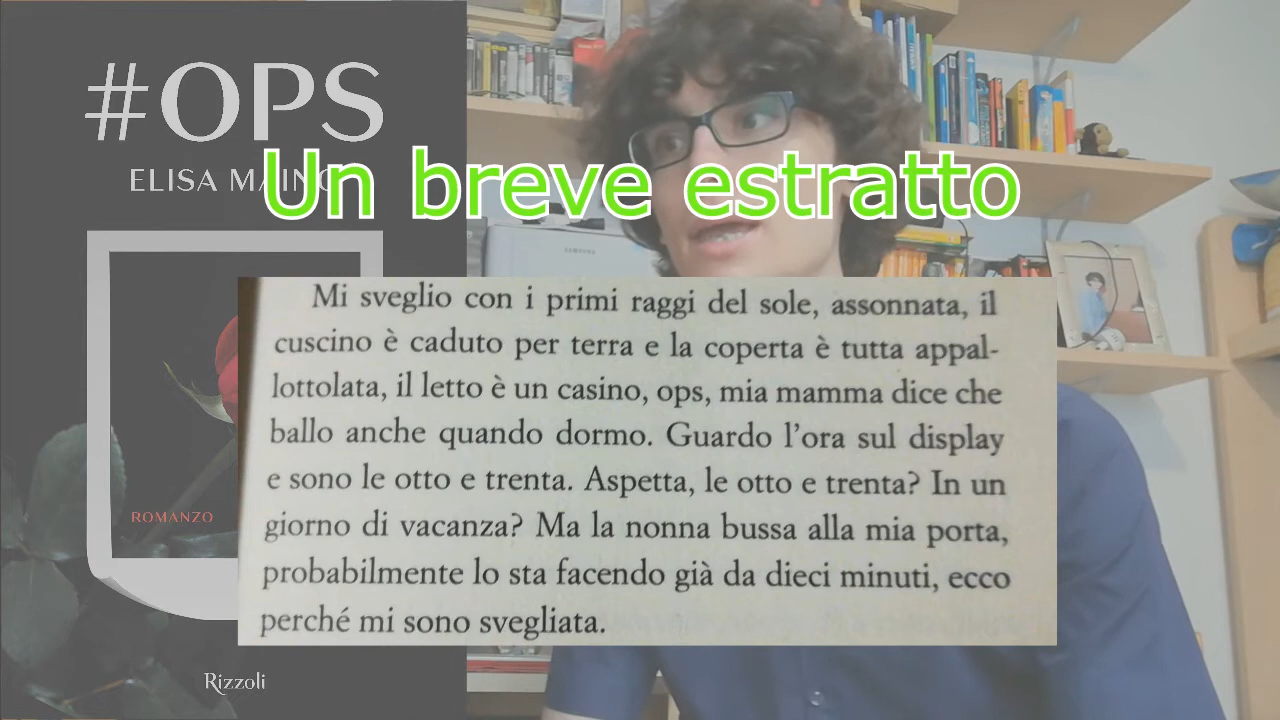 #OPS
ELISA MAINO
Un breve estratto
SAMSUNG
Mi sveglio con i primi raggi del sole, assonnata, il
cuscino è caduto per terra e la coperta è tutta appal-
lottolata, il letto è un casino, ops, mia mamma dice che
ballo anche quando dormo. Guardo l'ora sul display
e sono le otto e trenta. Aspetta, le otto e trenta? In un
giorno di vacanza? Ma la nonna bussa alla mia porta,
probabilmente lo sta facendo già da dieci minuti, ecco
perché mi sono svegliata.
ROMANZO
Rizzoli